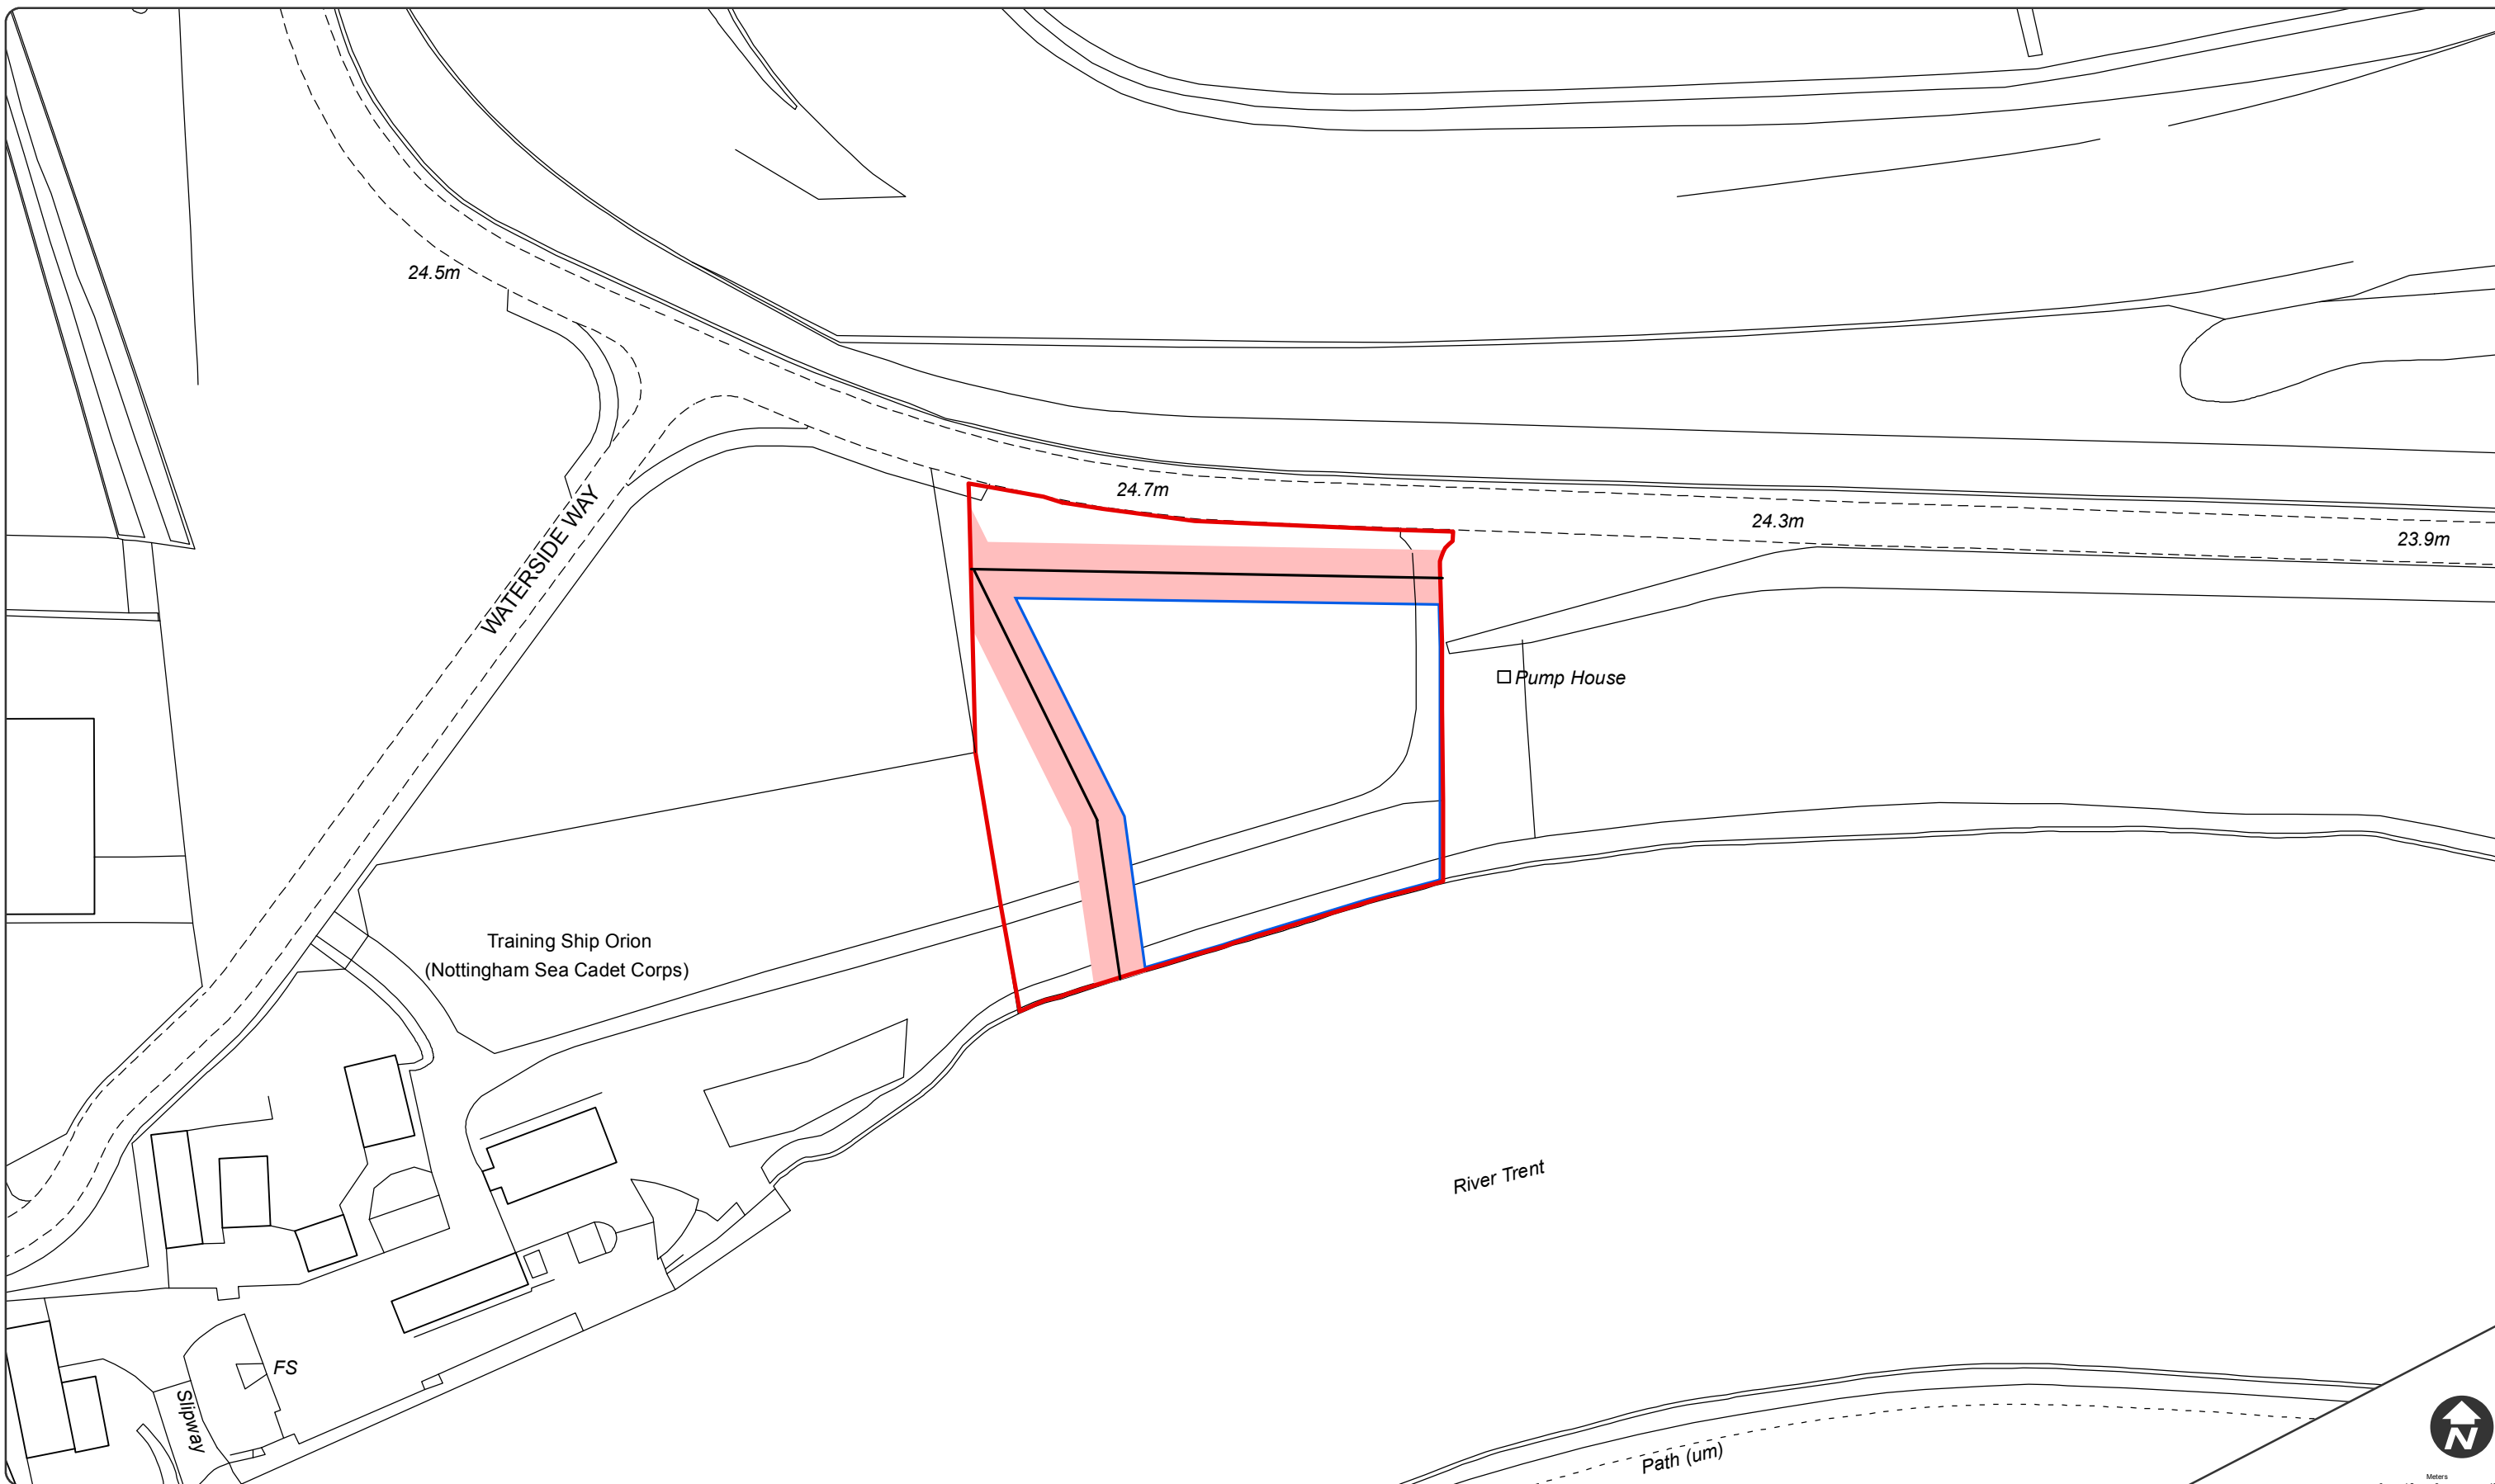 24.5m
24.7m
24.3m
23.9m
WATERSIDE WAY
Pump House
Training Ship Orion
(Nottingham Sea Cadet Corps)
River Trent
FS
Slipway
Path (um)
N
Meters